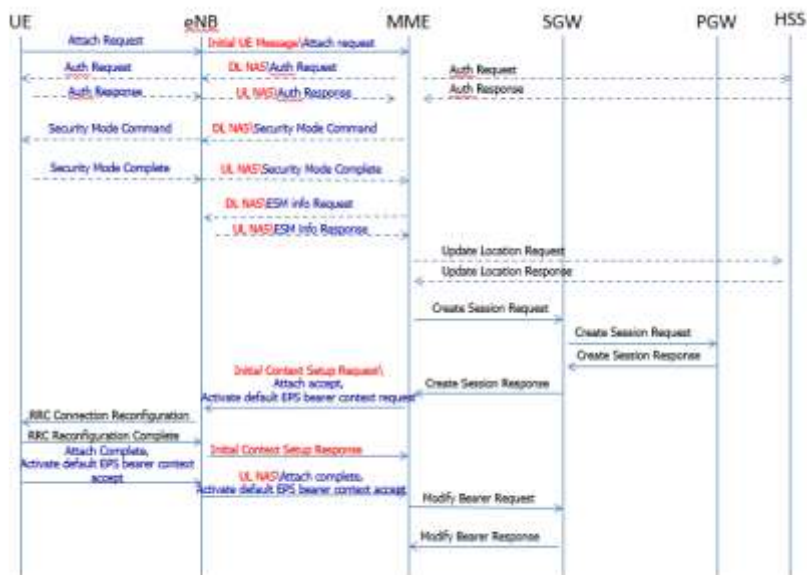 UE eNB MME SGW PGW HSS
Attach Request
Initial UE Message\Attach request
Auth Request
DL NAS\Auth Request
Auth Request
Auth Response
UL NAS\Auth Response
Auth Response
Security Mode Command
DL NAS\Security Mode Command
Security Mode Complete
UL NAS\Security Mode Complete
DL NAS\ESM info Request
UL NAS\ESM Info Response
Update Location Request
Update Location Response
Create Session Request
Create Session Request
Create Session Response
Initial Context Setup Request\
Attach accept,
Activate default EPS bearer context request
Create Session Response
RRC Connection Reconfiguration
RRC Reconfiguration Complete
Initial Context Setup Response
Attach Complete,
Activate default EPS bearer context
accept
UL NAS\Attach complete,
Activate default EPS bearer context accept
Modify Bearer Request
Modify Bearer Response